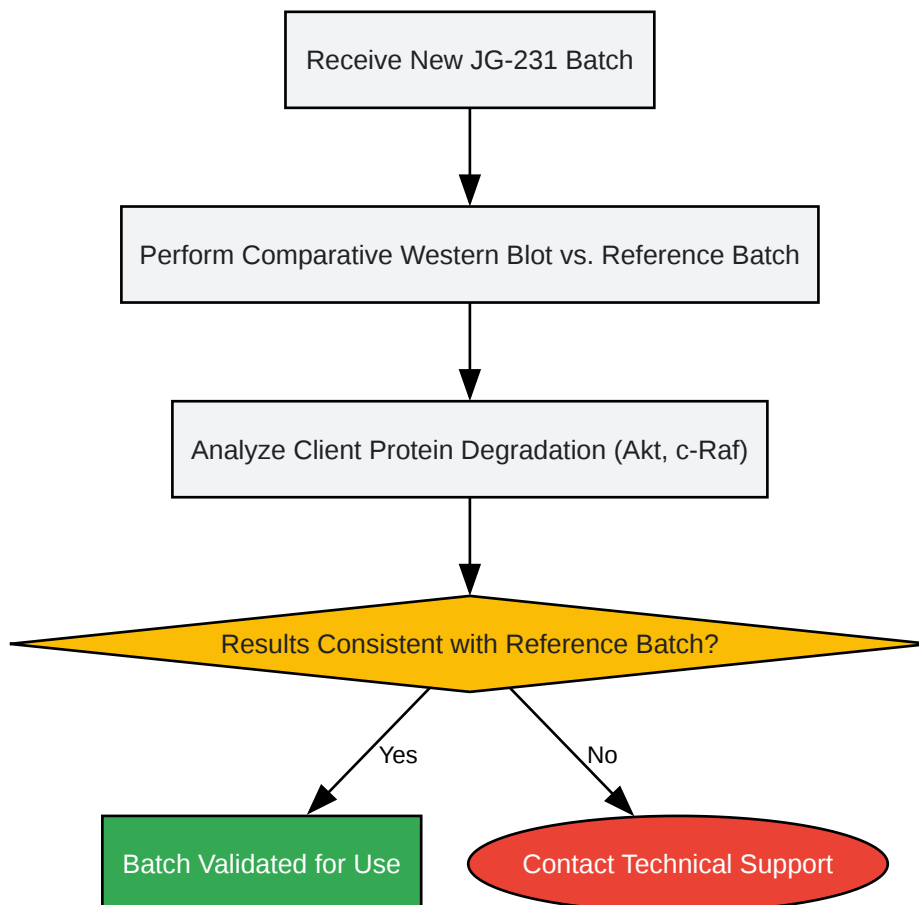 Receive New JG-231 Batch
Perform Comparative Western Blot vs. Reference Batch
Analyze Client Protein Degradation (Akt, c-Raf)
Results Consistent with Reference Batch?
Yes
No
Batch Validated for Use
Contact Technical Support